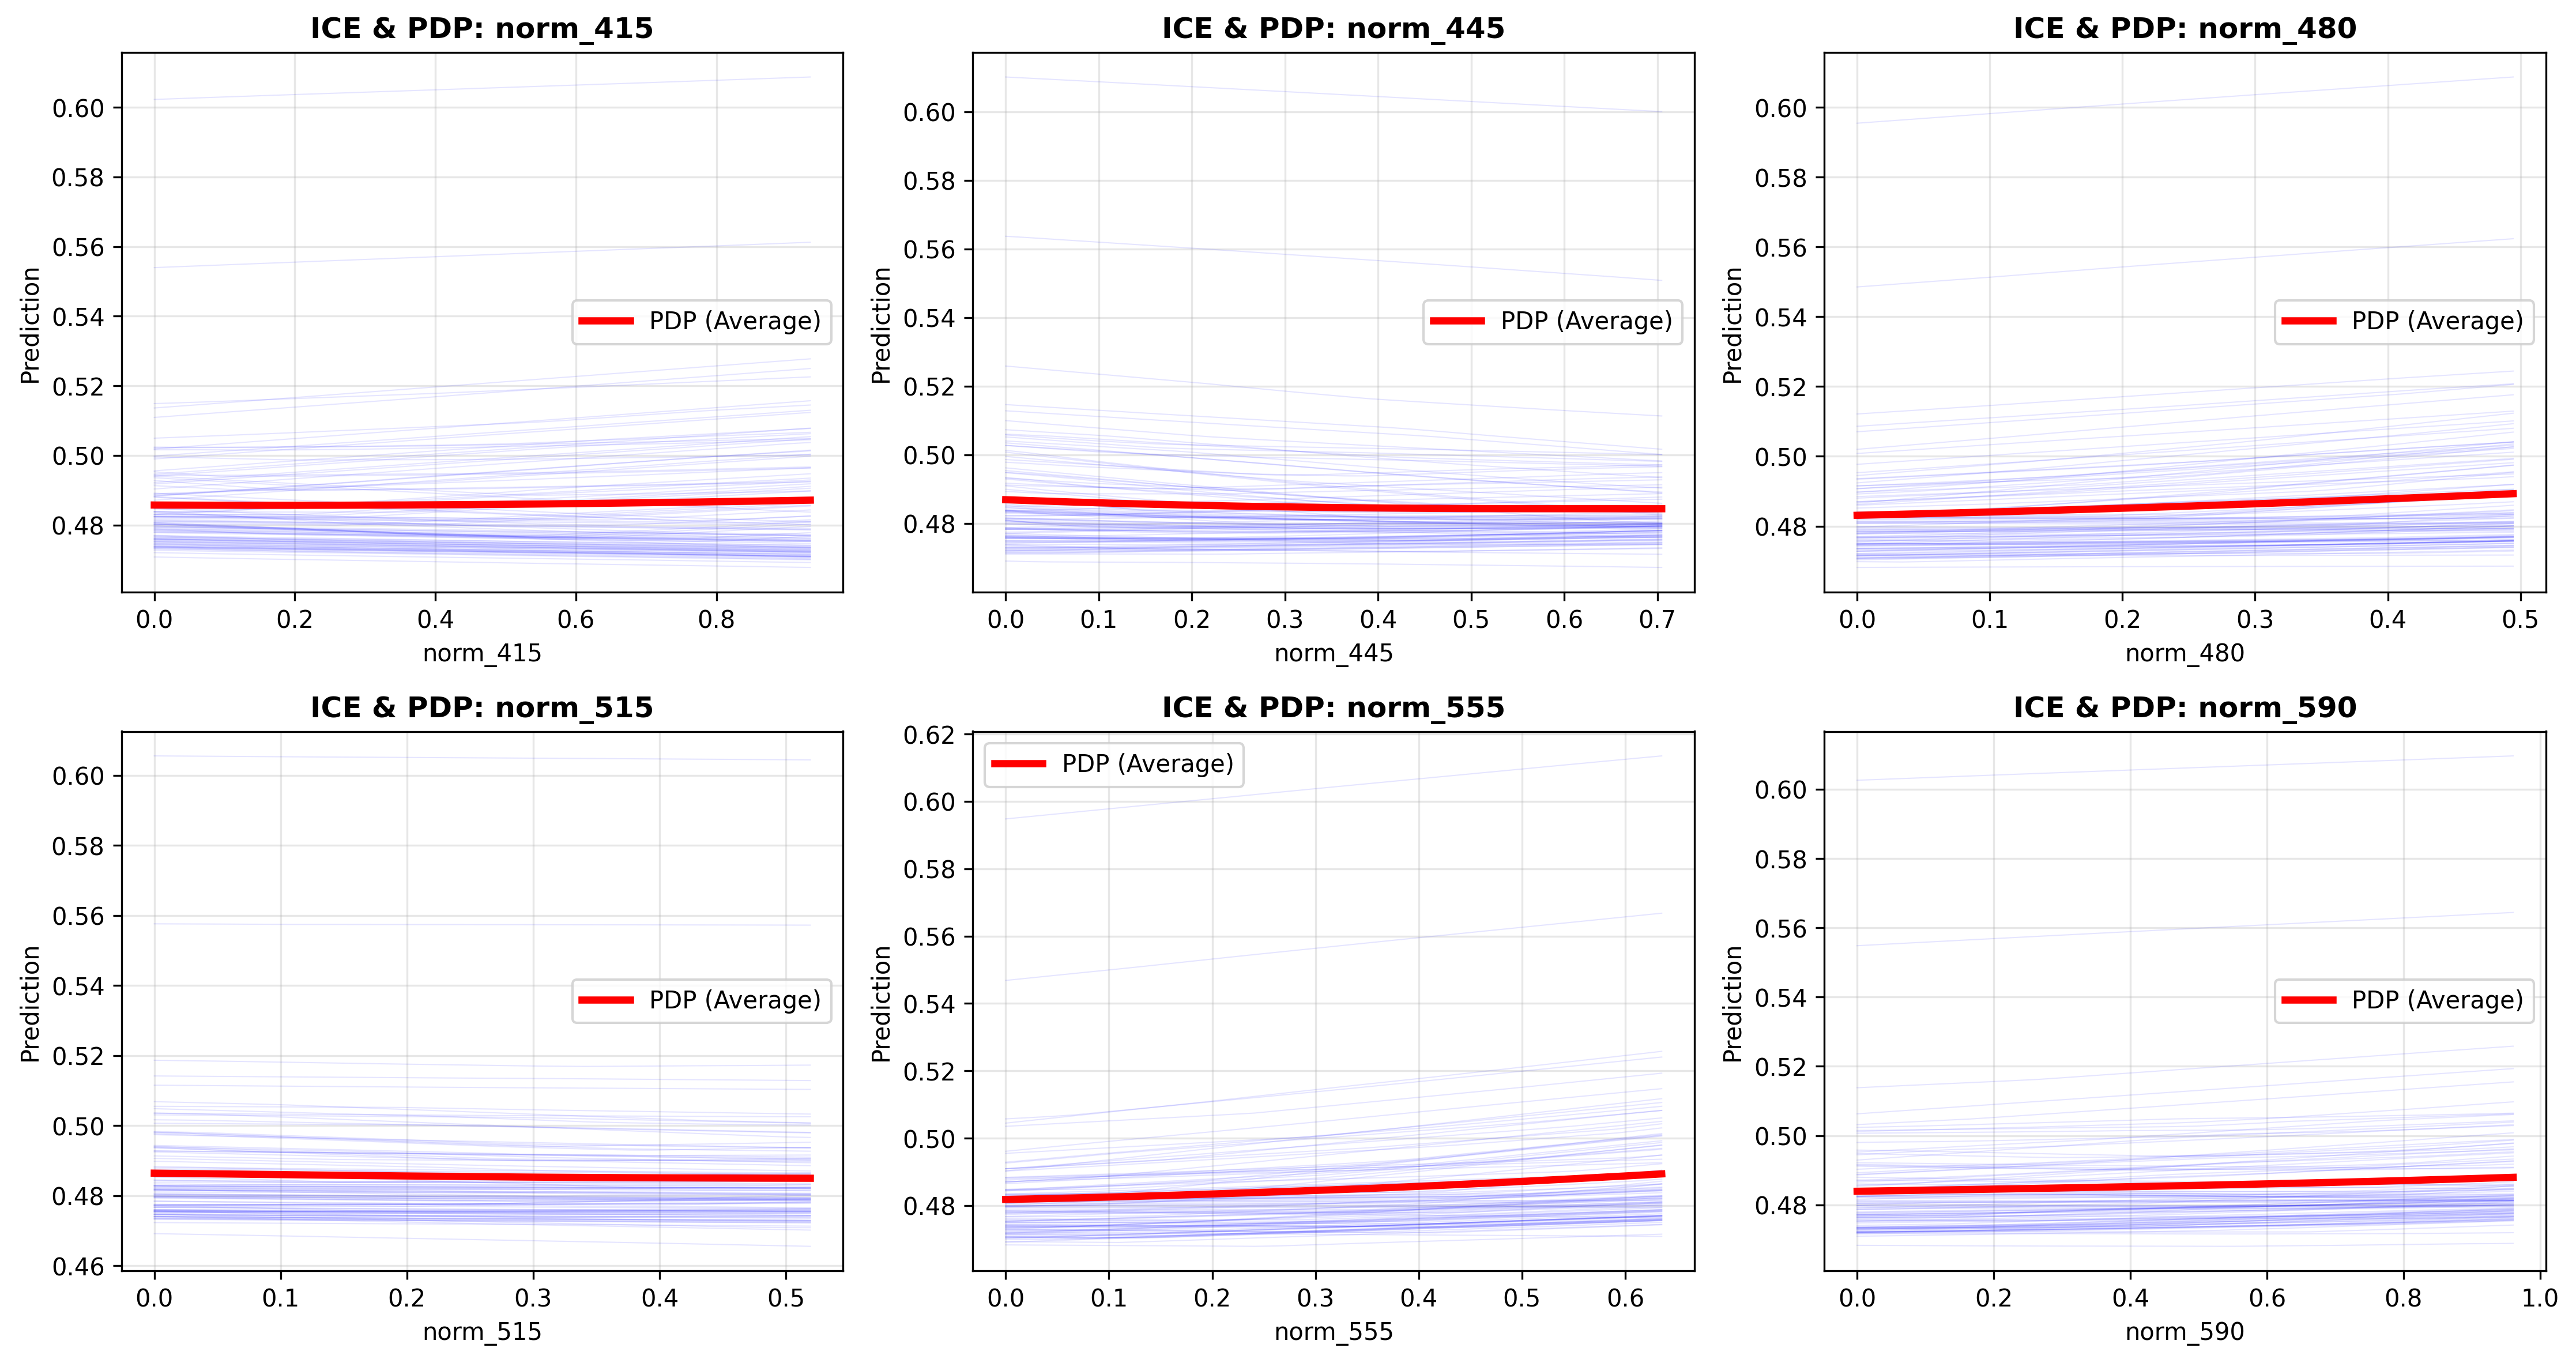 ICE & PDP: norm_415
0.60
0.58
0.56
0.54
0.52
0.50
0.48
Prediction
PDP (Average)
0.0 0.2 0.4 0.6 0.8
norm_415
ICE & PDP: norm_445
0.60
0.58
0.56
0.54
0.52
0.50
0.48
Prediction
PDP (Average)
0.0 0.1 0.2 0.3 0.4 0.5 0.6 0.7
norm_445
ICE & PDP: norm_480
0.60
0.58
0.56
0.54
0.52
0.50
0.48
Prediction
PDP (Average)
0.0 0.1 0.2 0.3 0.4 0.5
norm_480
ICE & PDP: norm_515
0.60
0.58
0.56
0.54
0.52
0.50
0.48
0.46
Prediction
PDP (Average)
0.0 0.1 0.2 0.3 0.4 0.5
norm_515
ICE & PDP: norm_555
0.62
0.60
0.58
0.56
0.54
0.52
0.50
0.48
Prediction
PDP (Average)
0.0 0.1 0.2 0.3 0.4 0.5 0.6
norm_555
ICE & PDP: norm_590
0.60
0.58
0.56
0.54
0.52
0.50
0.48
Prediction
PDP (Average)
0.0 0.2 0.4 0.6 0.8 1.0
norm_590